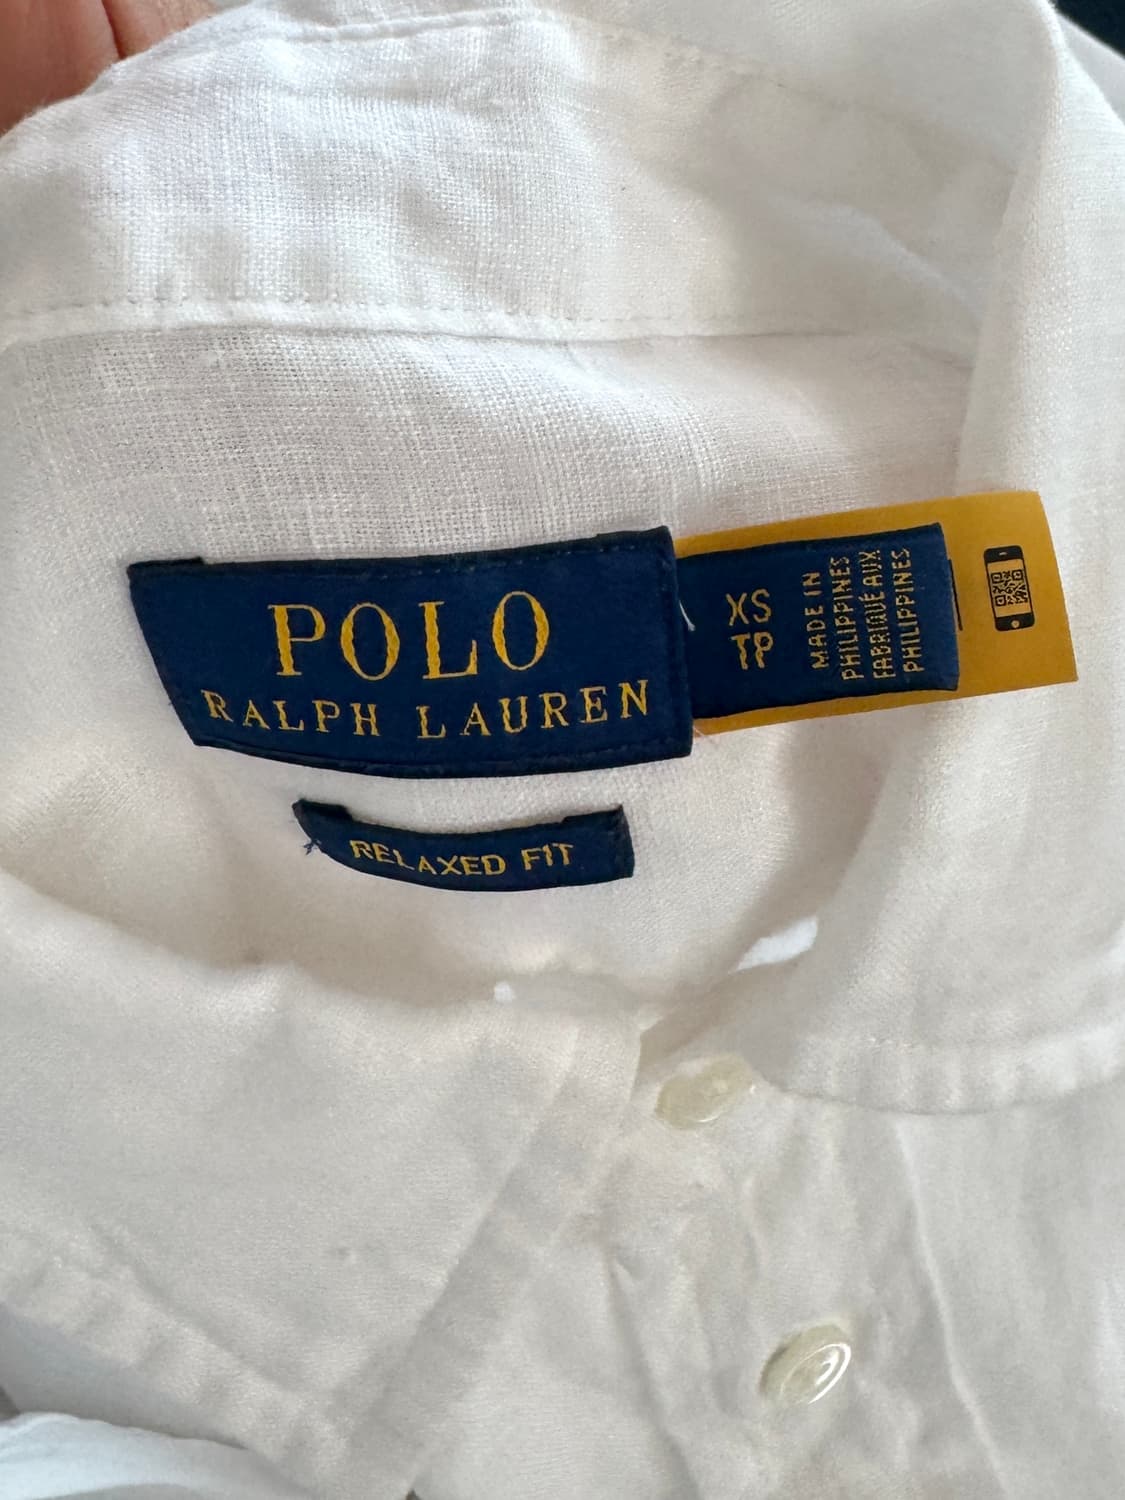 POLO
RALPH LAUREN
XS
TP
MADE IN
PHILIPPINES
FABRIQUÉ AUX
PHILIPPINES
RELAXED FIT